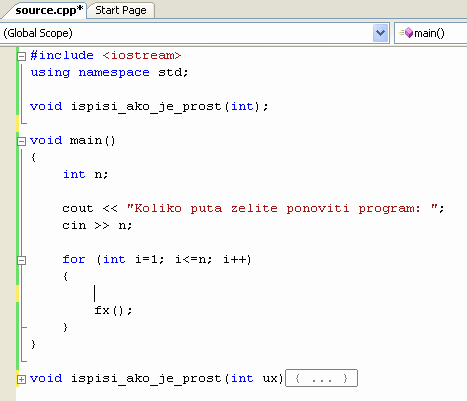 source.cpp* Start Page
(Global Scope) main()
#include <iostream>
using namespace std;
void ispisi_ako_je_prost(int);
void main()
{
int n;
cout << "Koliko puta zelite ponoviti program: ";
cin >> n;
for (int i=1; i<=n; i++)
{
fx();
}
}
void ispisi_ako_je_prost(int ux){ ... }